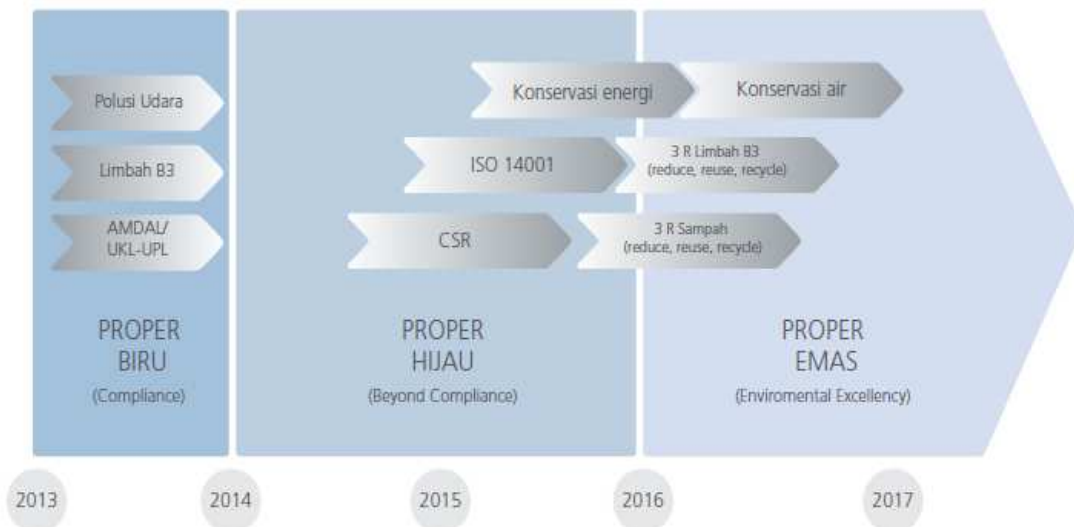 Polusi Udara
Limbah B3
AMDAL/
UKL-UPL
PROPER
BIRU
(Compliance)
Konservasi energi
ISO 14001
CSR
PROPER
HIJAU
(Beyond Compliance)
Konservasi air
3 R Limbah B3
(reduce, reuse, recycle)
3 R Sampah
(reduce, reuse, recycle)
PROPER
EMAS
(Enviromental Excellency)
2013
2014
2015
2016
2017